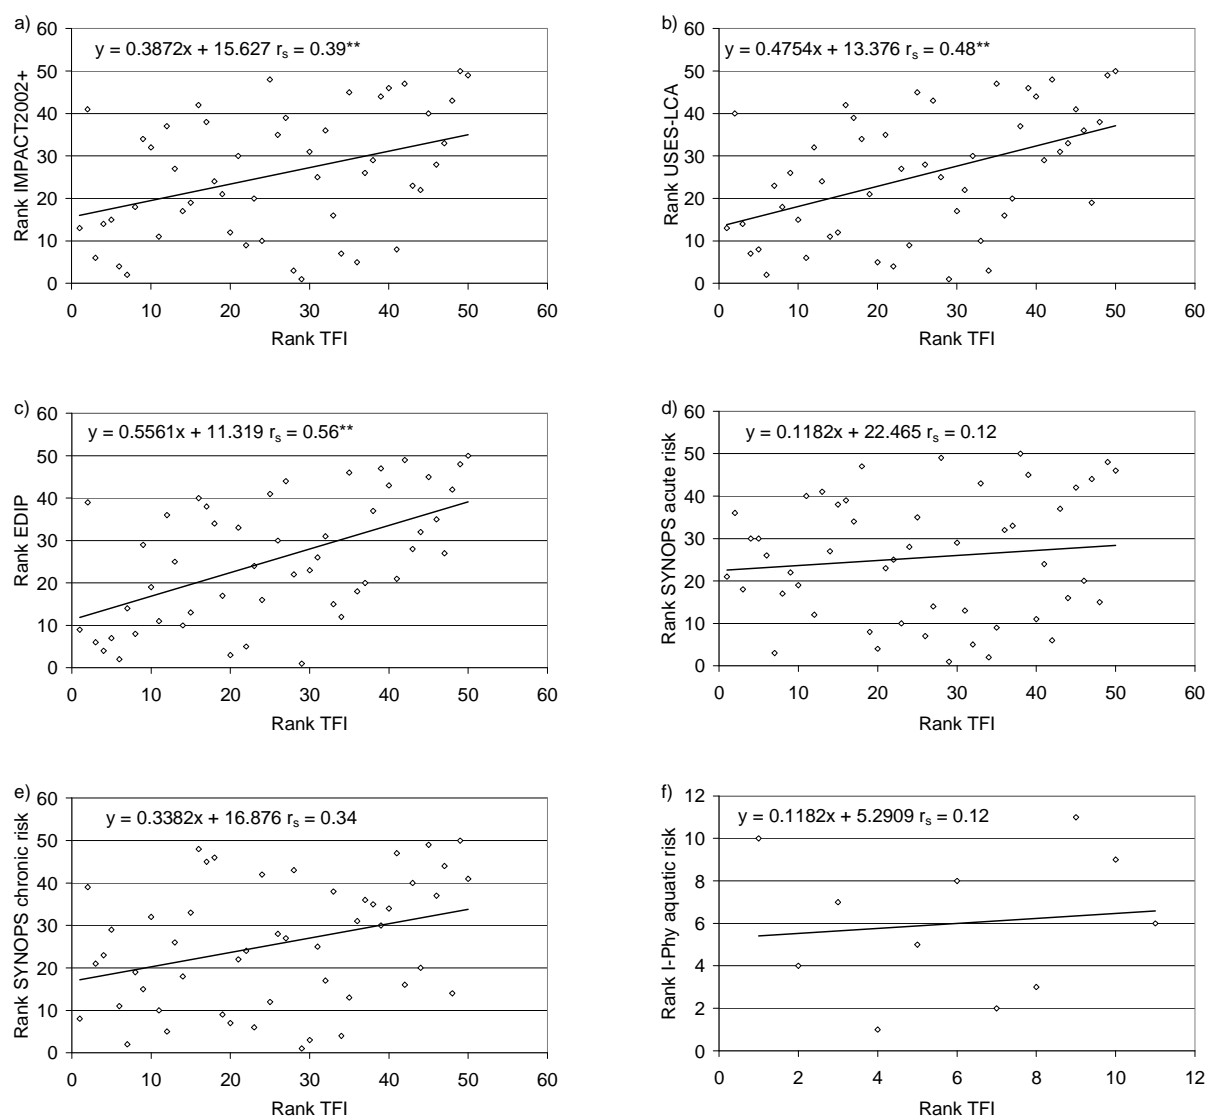 a)
y = 0.3872x + 15.627 rs = 0.39**
Rank IMPACT2002+
60
50
40
30
20
10
0
0 10 20 30 40 50 60
Rank TFI
b)
y = 0.4754x + 13.376 rs = 0.48**
Rank USES-LCA
60
50
40
30
20
10
0
0 10 20 30 40 50 60
Rank TFI
c)
y = 0.5561x + 11.319 rs = 0.56**
Rank EDIP
60
50
40
30
20
10
0
0 10 20 30 40 50 60
Rank TFI
d)
y = 0.1182x + 22.465 rs = 0.12
Rank SYNOPS acute risk
60
50
40
30
20
10
0
0 10 20 30 40 50 60
Rank TFI
e)
y = 0.3382x + 16.876 rs = 0.34
Rank SYNOPS chronic risk
60
50
40
30
20
10
0
0 10 20 30 40 50 60
Rank TFI
f)
y = 0.1182x + 5.2909 rs = 0.12
Rank I-Phy aquatic risk
12
10
8
6
4
2
0
0 2 4 6 8 10 12
Rank TFI